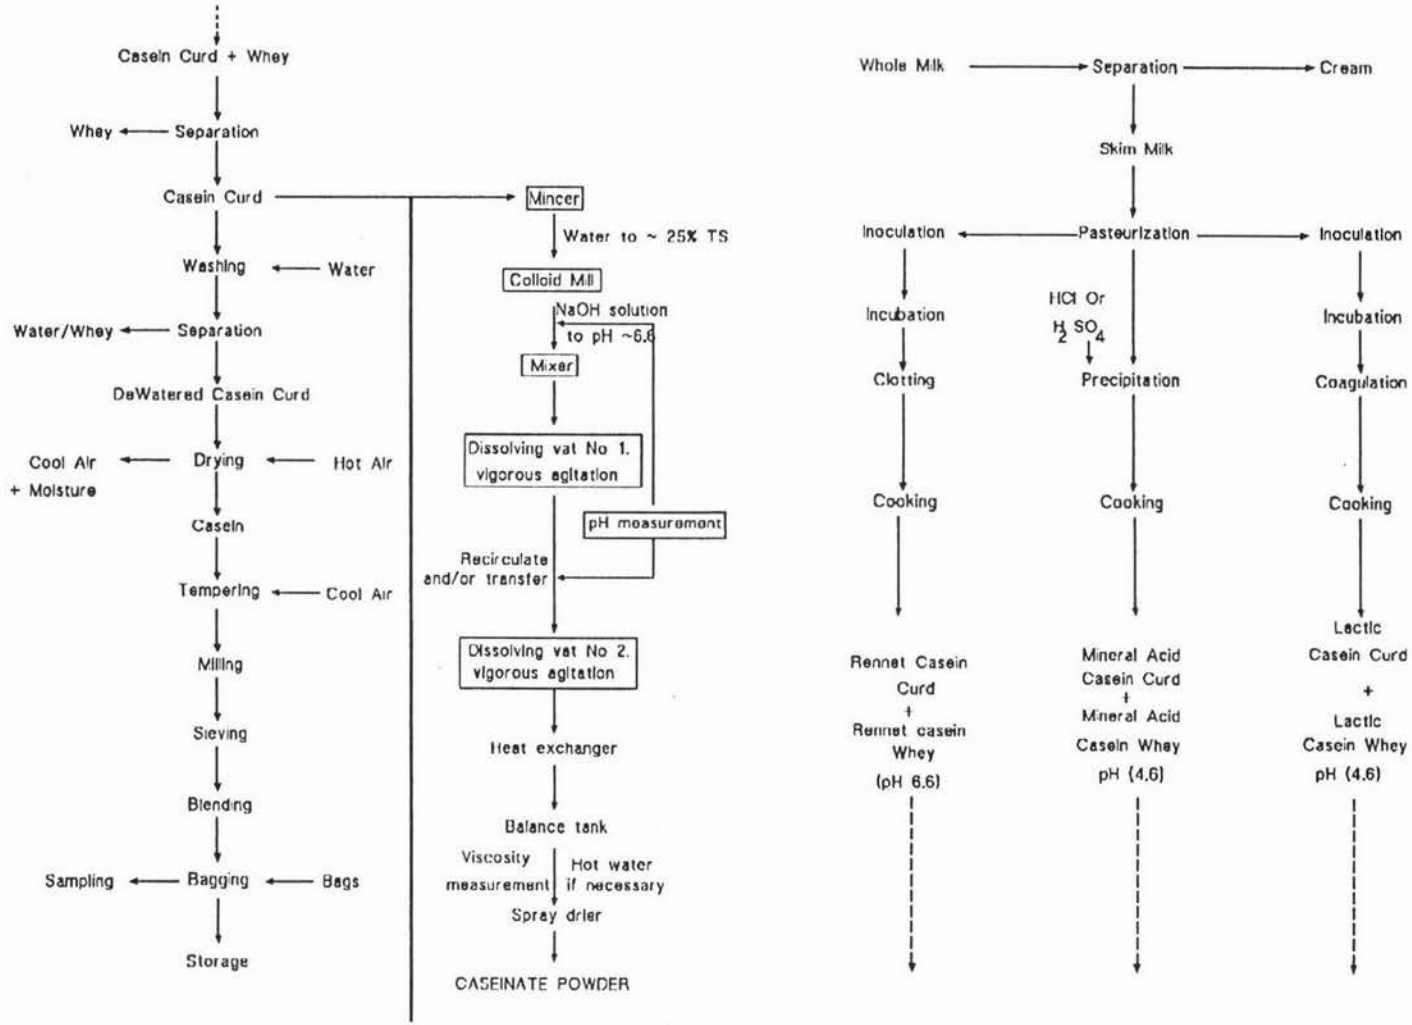 Casein Curd + Whey
Whey
Separation
Casein Curd
Washing
Water
Water/Whey
Separation
DeWatered Casein Curd
Cool Air
+ Moisture
Drying
Hot Air
Casein
Tempering
Cool Air
Milling
Sieving
Blending
Sampling
Bagging
Bags
Storage
Mincer
Water to ~ 25% TS
Colloid Mill
NaOH solution
to pH ~6.6
Mixer
Dissolving vat No 1.
vigorous agitation
pH measurement
Recirculate
and/or transfer
Dissolving vat No 2.
vigorous agitation
Heat exchanger
Balance tank
Viscosity
measurement
Hot water
if necessary
Spray drier
CASEINATE POWDER
Whole Milk
Separation
Cream
Skim Milk
Inoculation
Pasteurization
Inoculation
Incubation
HCl Or
H2SO4
Incubation
Clotting
Precipitation
Coagulation
Cooking
Cooking
Cooking
Rennet Casein
Curd
+
Rennet casein
Whey
(pH 6.6)
Mineral Acid
Casein Curd
+
Mineral Acid
Casein Whey
pH (4.6)
Lactic
Casein Curd
+
Lactic
Casein Whey
pH (4.6)